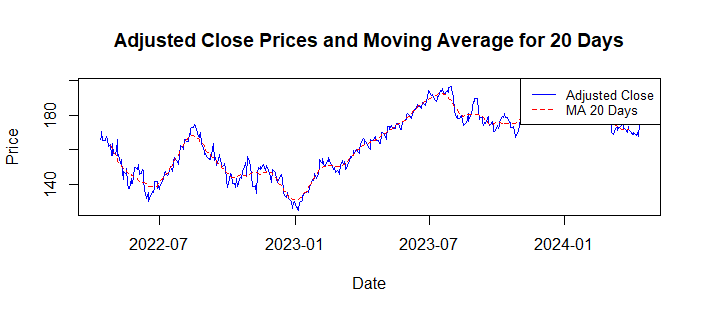 Adjusted Close Prices and Moving Average for 20 Days
Adjusted Close
MA 20 Days
180
140
Price
2022-07
2023-01
2023-07
2024-01
Date